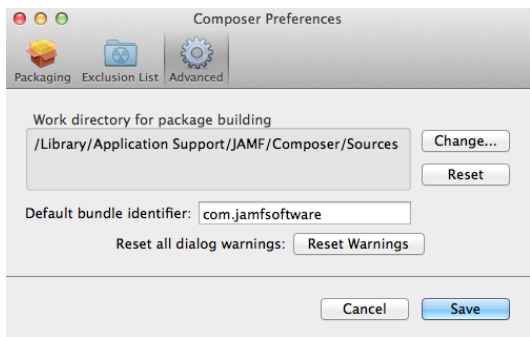 Composer Preferences
Packaging Exclusion List Advanced
Work directory for package building
/Library/Application Support/JAMF/Composer/Sources
Change...
Reset
Default bundle identifier: com.jamfsoftware
Reset all dialog warnings: Reset Warnings
Cancel Save